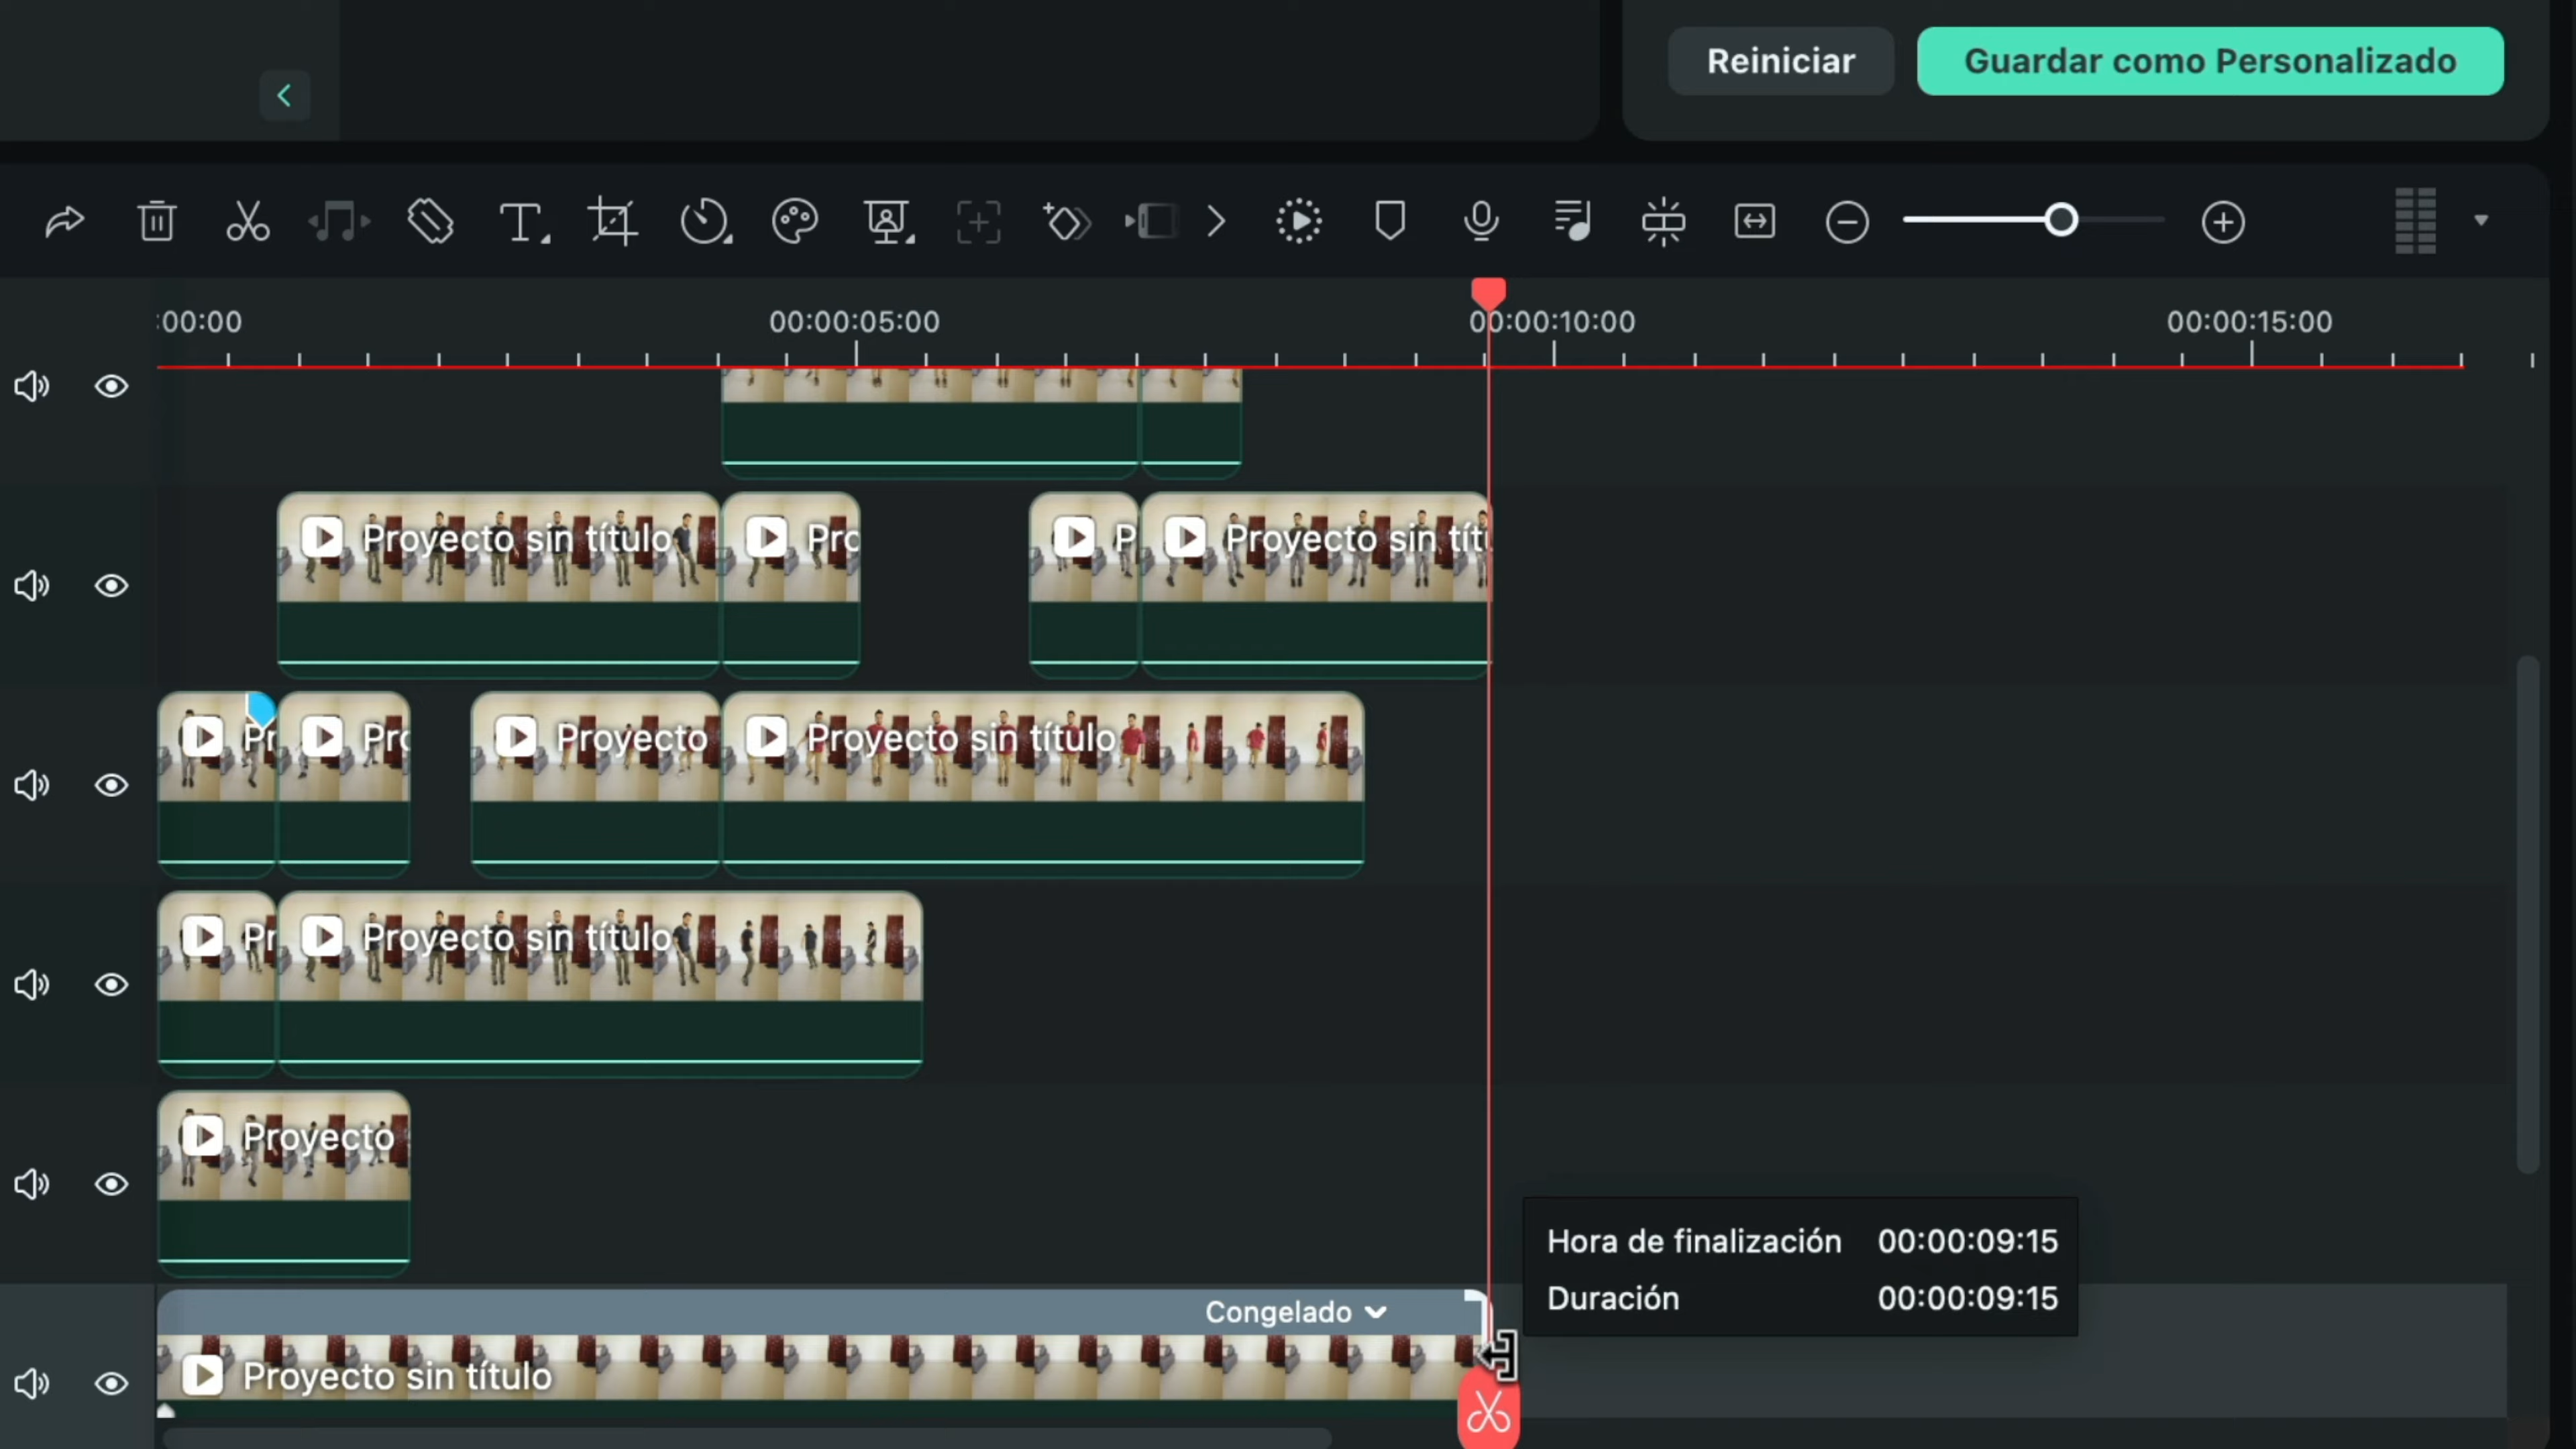 Reiniciar
Guardar como Personalizado
:00:00
00:00:05:00
00:00:10:00
00:00:15:00
Proyecto sin título
Pro
P
Proyecto sin títu
Pr
Pro
Proyecto
Proyecto sin título
Pr
Proyecto sin título
Proyecto
Hora de finalización 00:00:09:15
Duración 00:00:09:15
Congelado
Proyecto sin título